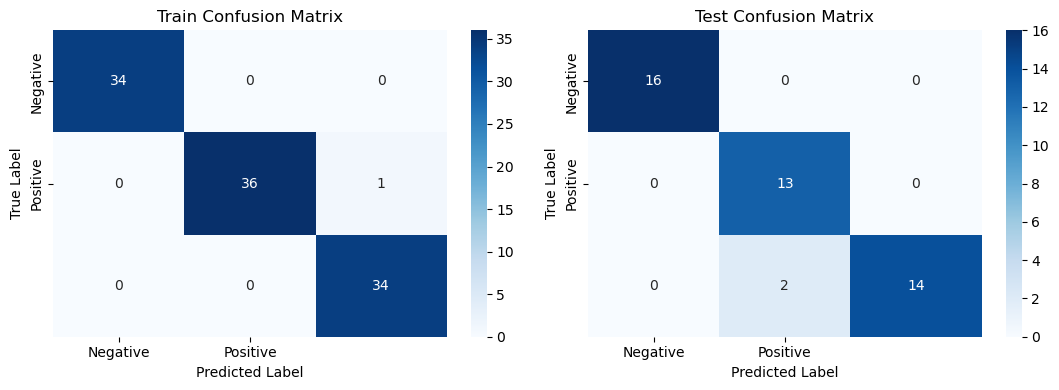 Train Confusion Matrix
True Label
Negative
Positive
34 0 0
0 36 1
0 0 34
Negative Positive
Predicted Label
35
30
25
20
15
10
5
0
Test Confusion Matrix
True Label
Negative
Positive
16 0 0
0 13 0
0 2 14
Negative Positive
Predicted Label
16
14
12
10
8
6
4
2
0